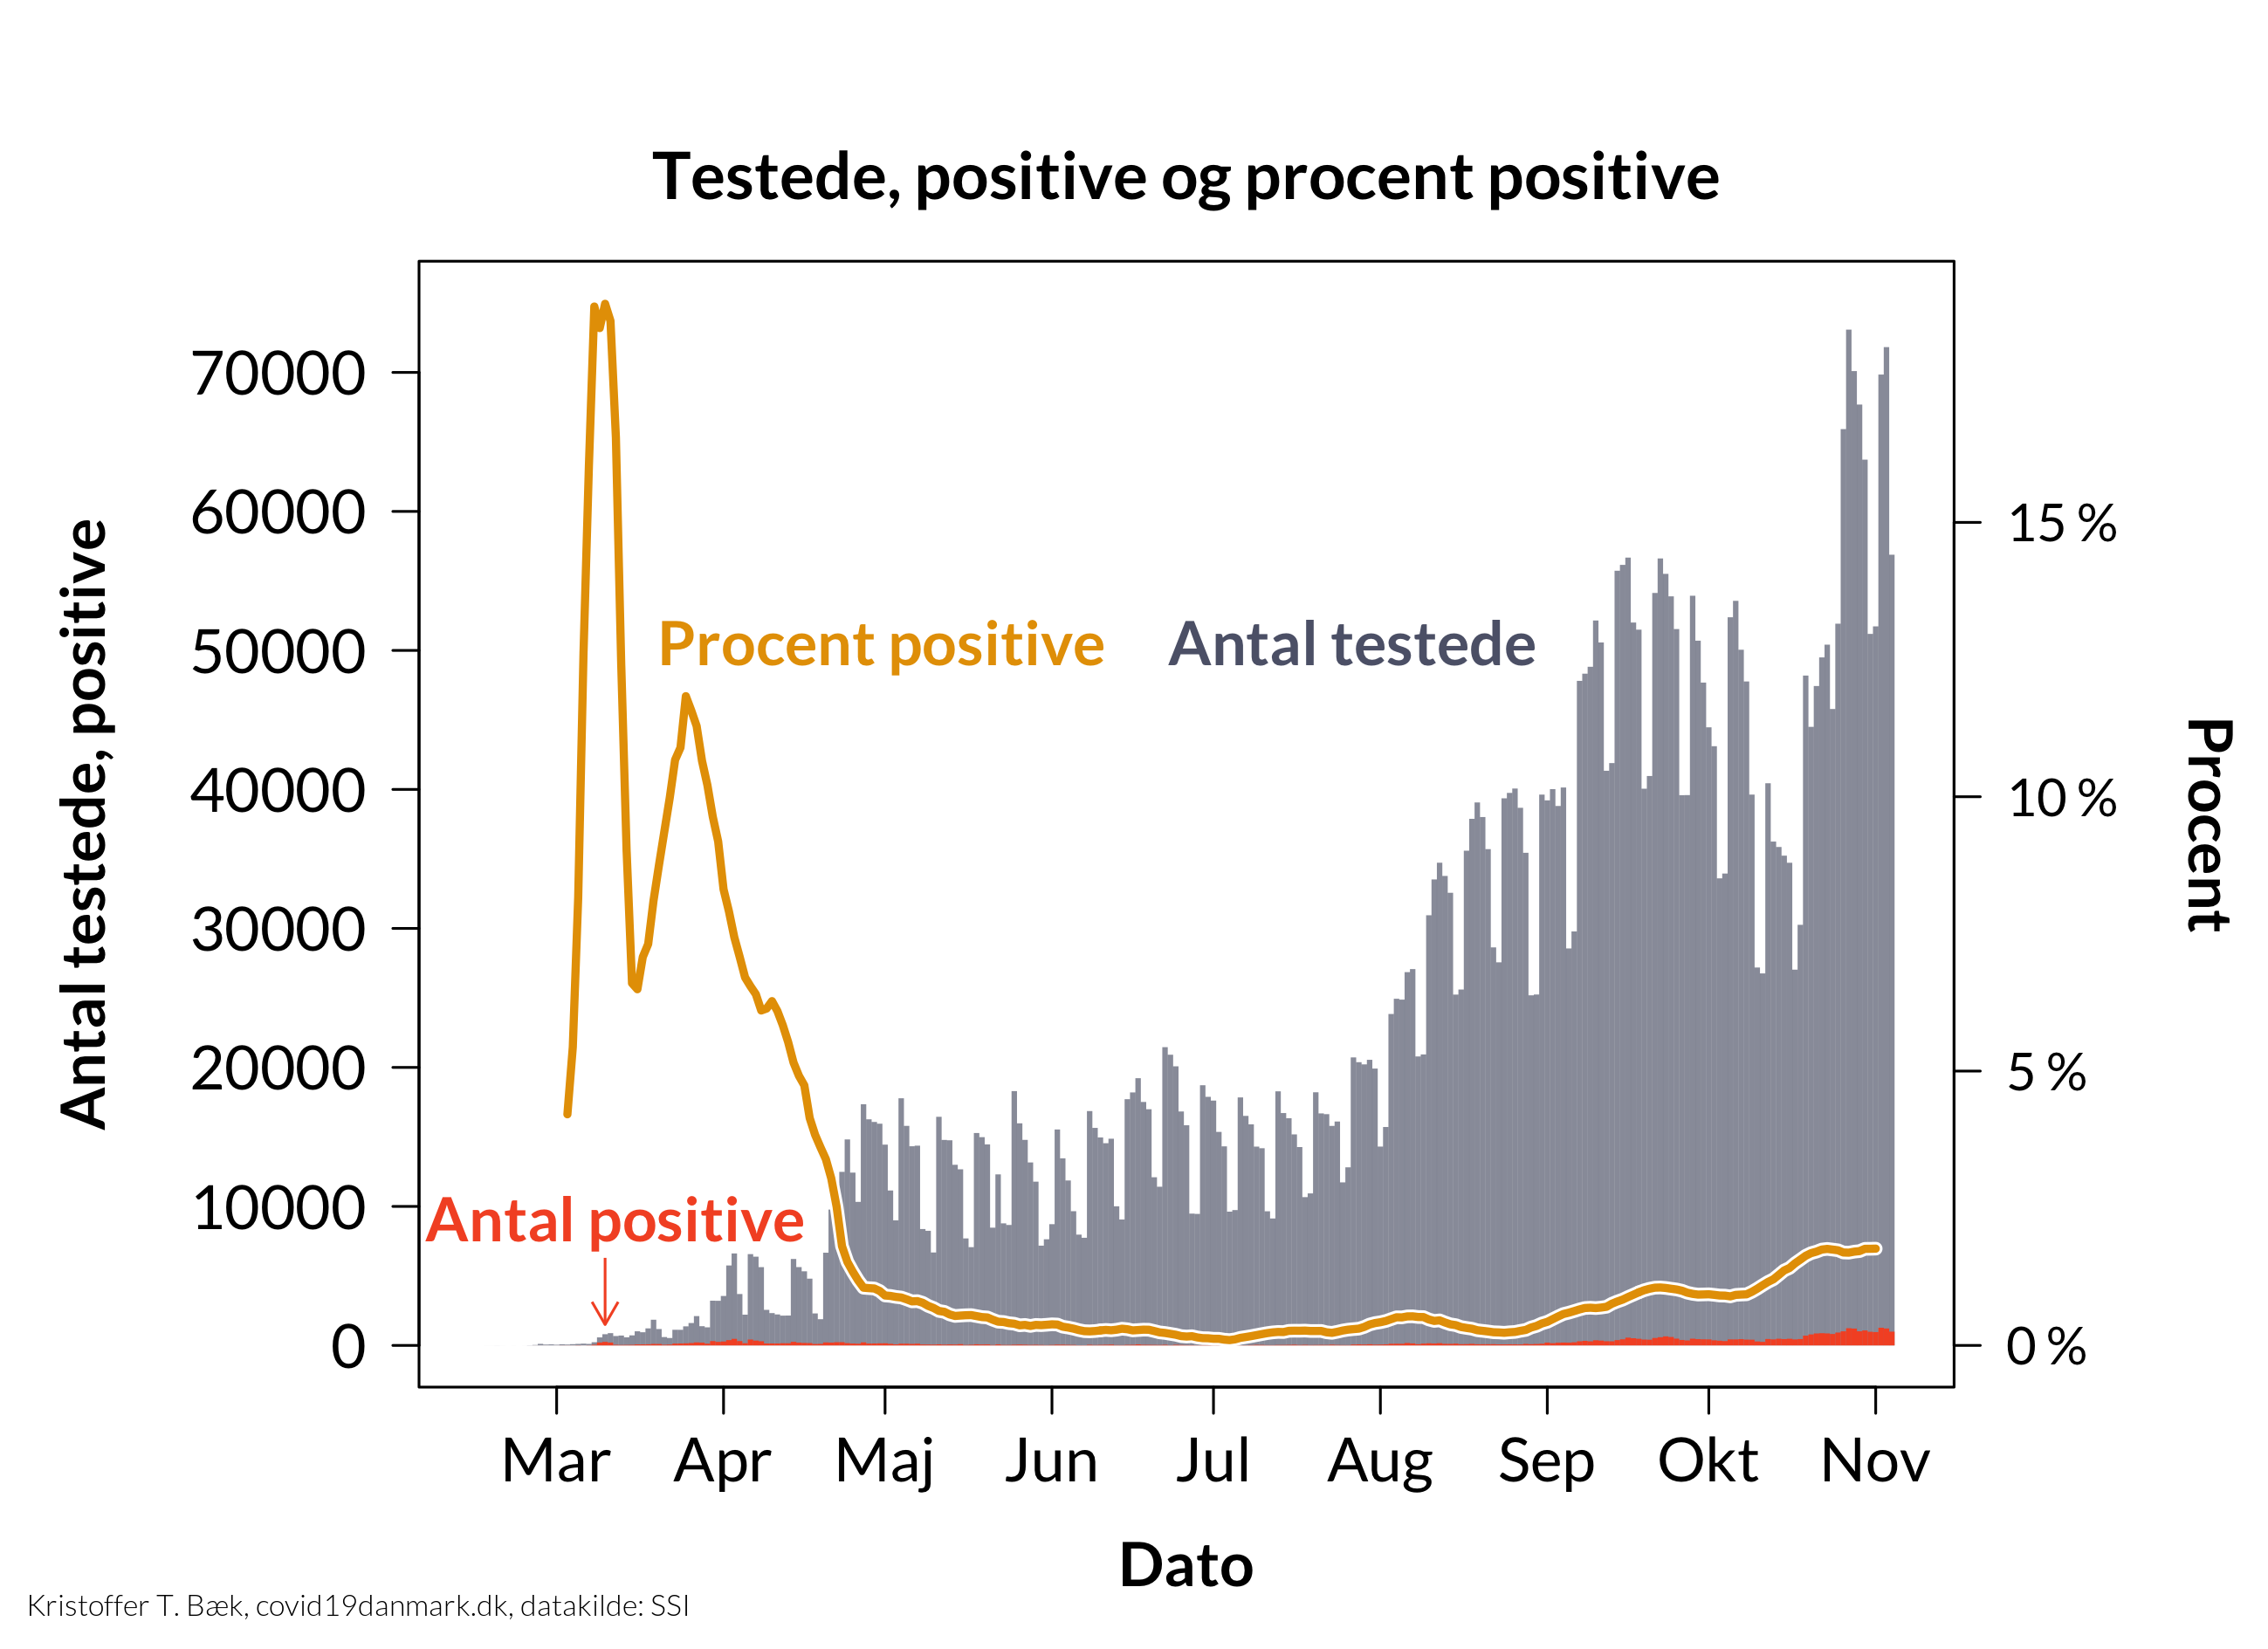 Testede, positive og procent positive
Antal testede, positive
70000
60000
50000
40000
30000
20000
10000
0
Procent positive
Antal testede
Antal positive
15 %
10 %
5 %
0 %
Procent
Mar Apr Maj Jun Jul Aug Sep Okt Nov
Dato
Kristoffer T. Bæk, covid19danmark.dk, datakilde: SSI